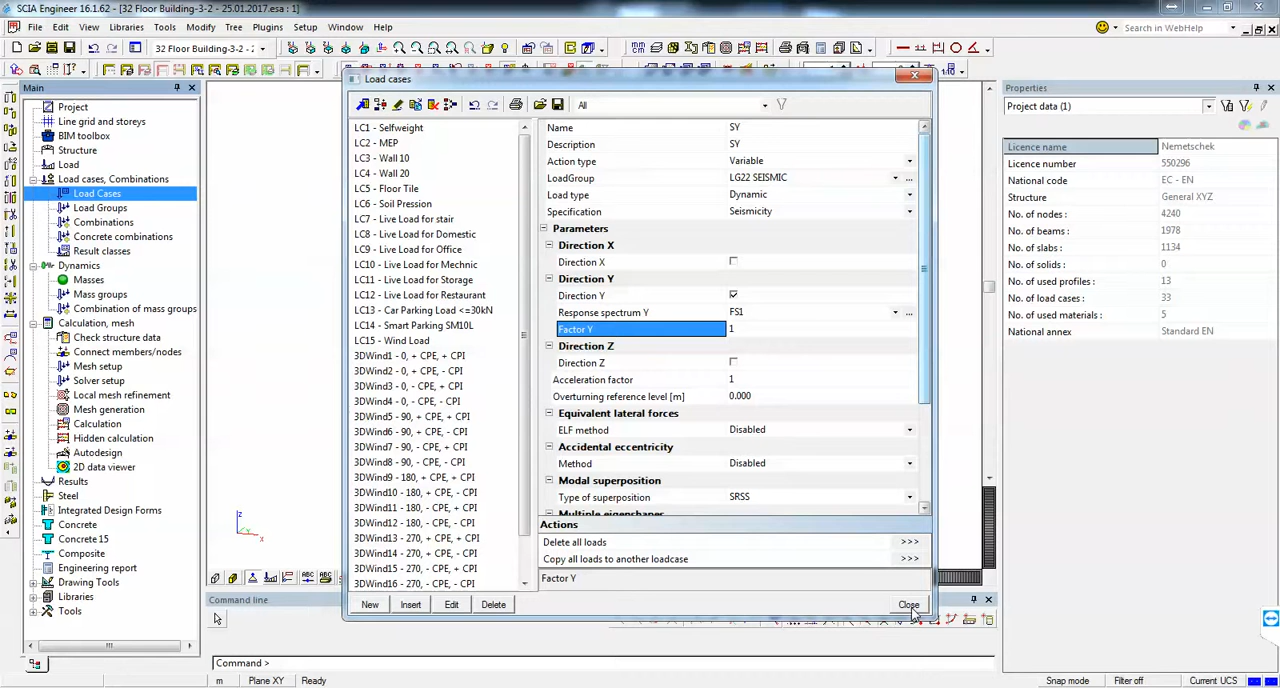 SCIA Engineer 16.1.62 - [32 Floor Building-3-2 - 25.01.2017.esa : 1]
File Edit View Libraries Tools Modify Tree Plugins Setup Window Help
Search in WebHelp
32 Floor Building-3-2 -
Main
Project
Line grid and storeys
BIM toolbox
Structure
Load
Load cases, Combinations
Load Cases
Load Groups
Combinations
Concrete combinations
Result classes
Dynamics
Masses
Mass groups
Combination of mass groups
Calculation, mesh
Check structure data
Connect members/nodes
Mesh setup
Solver setup
Local mesh refinement
Mesh generation
Calculation
Hidden calculation
Autodesign
2D data viewer
Results
Steel
Integrated Design Forms
Concrete
Concrete 15
Composite
Engineering report
Drawing Tools
Libraries
Tools
Load cases
All
LC1 - Selfweight
LC2 - MEP
LC3 - Wall 10
LC4 - Wall 20
LC5 - Floor Tile
LC6 - Soil Pression
LC7 - Live Load for stair
LC8 - Live Load for Domestic
LC9 - Live Load for Office
LC10 - Live Load for Mechnic
LC11 - Live Load for Storage
LC12 - Live Load for Restaurant
LC13 - Car Parking Load <=30kN
LC14 - Smart Parking SM10L
LC15 - Wind Load
3DWind1 - 0, + CPE, + CPI
3DWind2 - 0, + CPE, - CPI
3DWind3 - 0, - CPE, + CPI
3DWind4 - 0, - CPE, - CPI
3DWind5 - 90, + CPE, + CPI
3DWind6 - 90, + CPE, - CPI
3DWind7 - 90, - CPE, + CPI
3DWind8 - 90, - CPE, - CPI
3DWind9 - 180, + CPE, + CPI
3DWind10 - 180, + CPE, - CPI
3DWind11 - 180, - CPE, + CPI
3DWind12 - 180, - CPE, - CPI
3DWind13 - 270, + CPE, + CPI
3DWind14 - 270, + CPE, - CPI
3DWind15 - 270, - CPE, + CPI
3DWind16 - 270, - CPE, - CPI
Name SY
Description SY
Action type Variable
LoadGroup LG22 SEISMIC ...
Load type Dynamic
Specification Seismicity
Parameters
Direction X
Direction X
Direction Y
Direction Y
Response spectrum Y FS1 ...
Factor Y 1
Direction Z
Direction Z
Acceleration factor 1
Overturning reference level [m] 0.000
Equivalent lateral forces
ELF method Disabled
Accidental eccentricity
Method Disabled
Modal superposition
Type of superposition SRSS
Multiple eigenshapes
Actions
Delete all loads >>>
Copy all loads to another loadcase >>>
Factor Y
New Insert Edit Delete Close
Properties
Project data (1)
Licence name Nemetschek
Licence number 550296
National code EC - EN
Structure General XYZ
No. of nodes : 4240
No. of beams : 1978
No. of slabs : 1134
No. of solids : 0
No. of used profiles : 13
No. of load cases : 33
No. of used materials : 5
National annex Standard EN
z
y
x
Command line
Command >
m Plane XY Ready Snap mode Filter off Current UCS